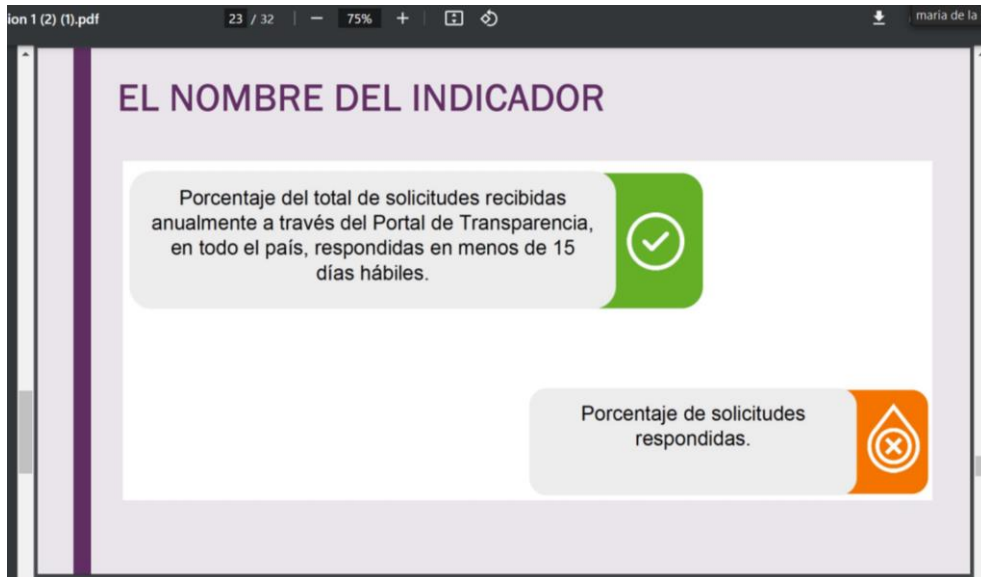 ion 1 (2) (1).pdf
23 / 32
75%
maria de la
EL NOMBRE DEL INDICADOR
Porcentaje del total de solicitudes recibidas
anualmente a través del Portal de Transparencia,
en todo el país, respondidas en menos de 15
días hábiles.
Porcentaje de solicitudes
respondidas.